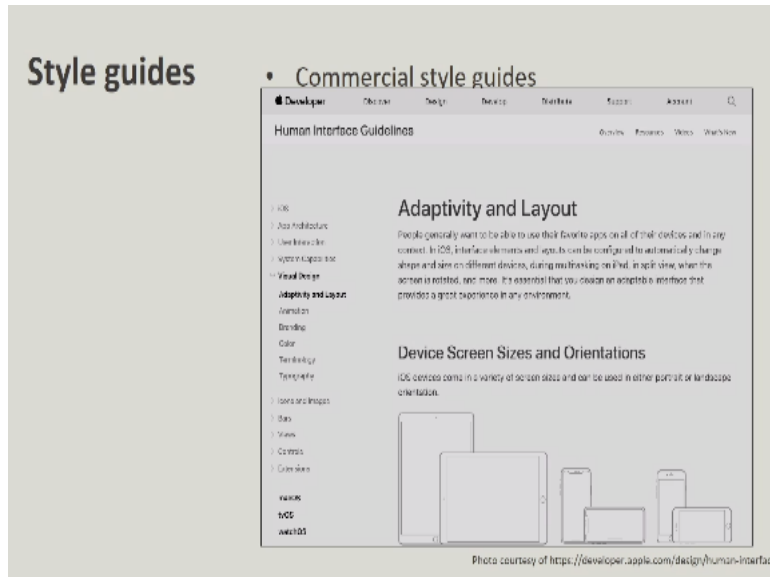 Style guides
• Commercial style guides
Developer
Discover Design Develop Distribute Support Account
Human Interface Guidelines
Overview Resources Videos What's New
iOS
App Architecture
User Interaction
System Capabilities
Visual Design
Adaptivity and Layout
Animation
Branding
Color
Terminology
Typography
Icons and Images
Bars
Views
Controls
Extensions
macOS
tvOS
watchOS
Adaptivity and Layout
People generally want to be able to use their favorite apps on all of their devices and in any
context. In iOS, interface elements and layouts can be configured to automatically change
shape and size on different devices, during multitasking on iPad, in split view, when the
screen is rotated, and more. It's essential that you design an adaptable interface that
provides a great experience in any environment.
Device Screen Sizes and Orientations
iOS devices come in a variety of screen sizes and can be used in either portrait or landscape
orientation.
Photo courtesy of https://developer.apple.com/design/human-interfac